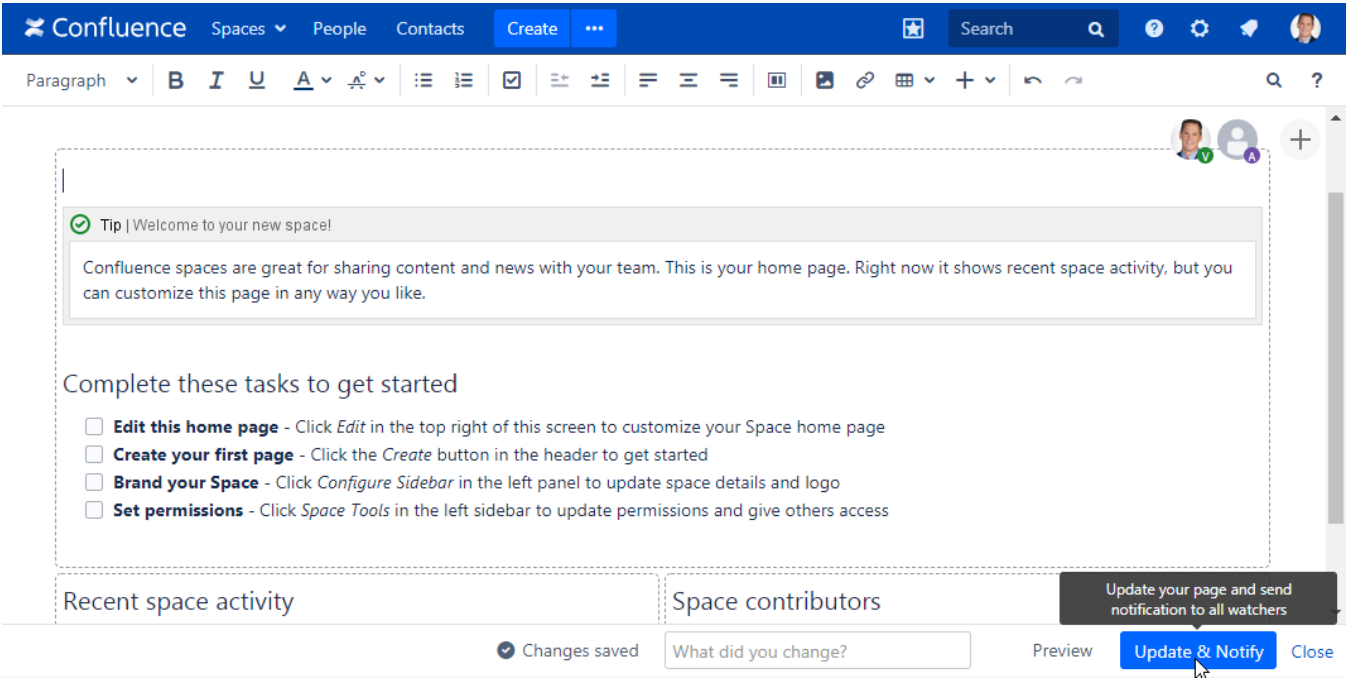 Confluence Spaces People Contacts Create ••• Search
Paragraph B I U A
V A
Tip | Welcome to your new space!
Confluence spaces are great for sharing content and news with your team. This is your home page. Right now it shows recent space activity, but you
can customize this page in any way you like.
Complete these tasks to get started
Edit this home page - Click Edit in the top right of this screen to customize your Space home page
Create your first page - Click the Create button in the header to get started
Brand your Space - Click Configure Sidebar in the left panel to update space details and logo
Set permissions - Click Space Tools in the left sidebar to update permissions and give others access
Recent space activity
Space contributors
Update your page and send
notification to all watchers
Changes saved What did you change? Preview Update & Notify Close